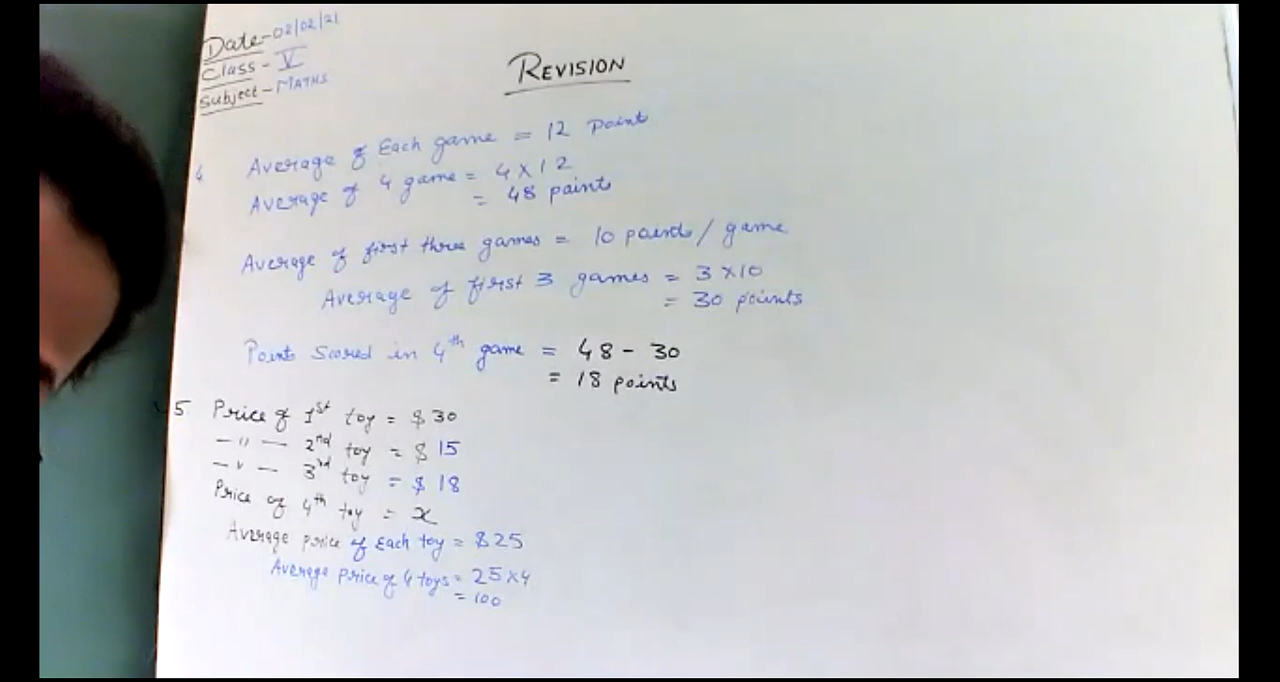 Date-02/02/21
Class - V
Subject - MATHS
REVISION
4. Average of Each game = 12 Point
Average of 4 game = 4 x 12
= 48 points
Average of first three games = 10 points / game
Average of first 3 games = 3 x 10
= 30 points
Points Scored in 4th game = 48 - 30
= 18 points
5 Price of 1st toy = $ 30
-"- 2nd toy = $ 15
-"- 3rd toy = $ 18
Price of 4th toy = x
Average price of Each toy = $25
Average price of 4 toys = 25 x 4
= 100